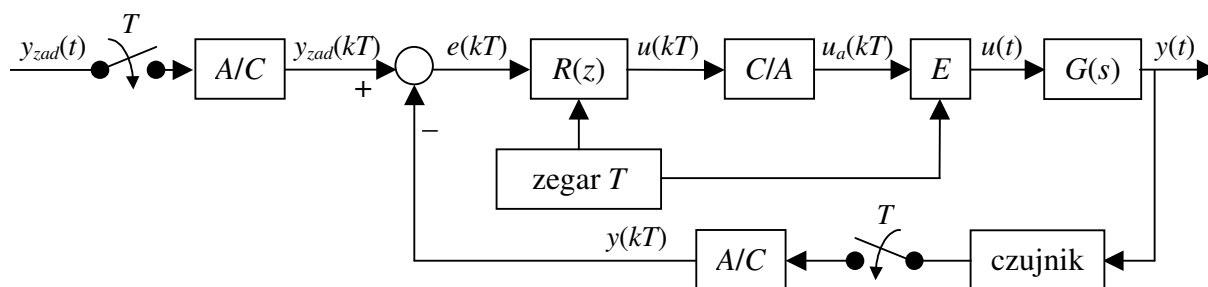 y_zad(t)
T
A/C
y_zad(kT)
+
−
e(kT)
R(z)
u(kT)
C/A
u_a(kT)
E
u(t)
G(s)
y(t)
zegar T
y(kT)
A/C
T
czujnik